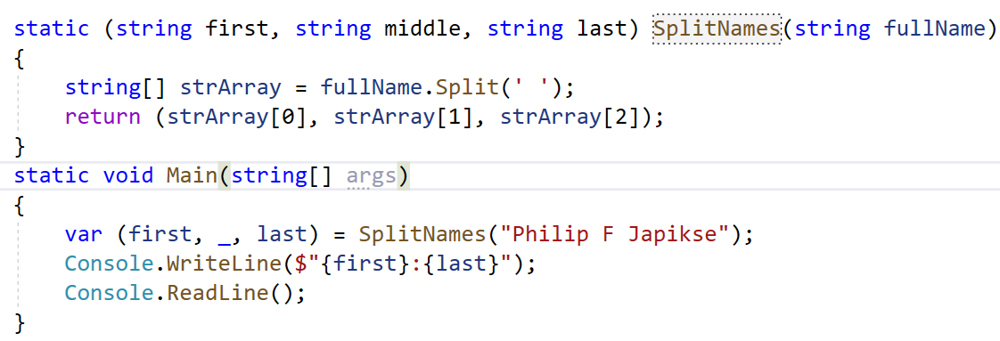 static (string first, string middle, string last) SplitNames(string fullName)
{
    string[] strArray = fullName.Split(' ');
    return (strArray[0], strArray[1], strArray[2]);
}
static void Main(string[] args)
{
    var (first, _, last) = SplitNames("Philip F Japikse");
    Console.WriteLine($"{first}:{last}");
    Console.ReadLine();
}